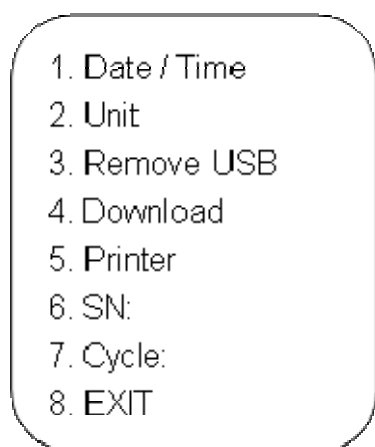 1. Date / Time
2. Unit
3. Remove USB
4. Download
5. Printer
6. SN:
7. Cycle:
8. EXIT